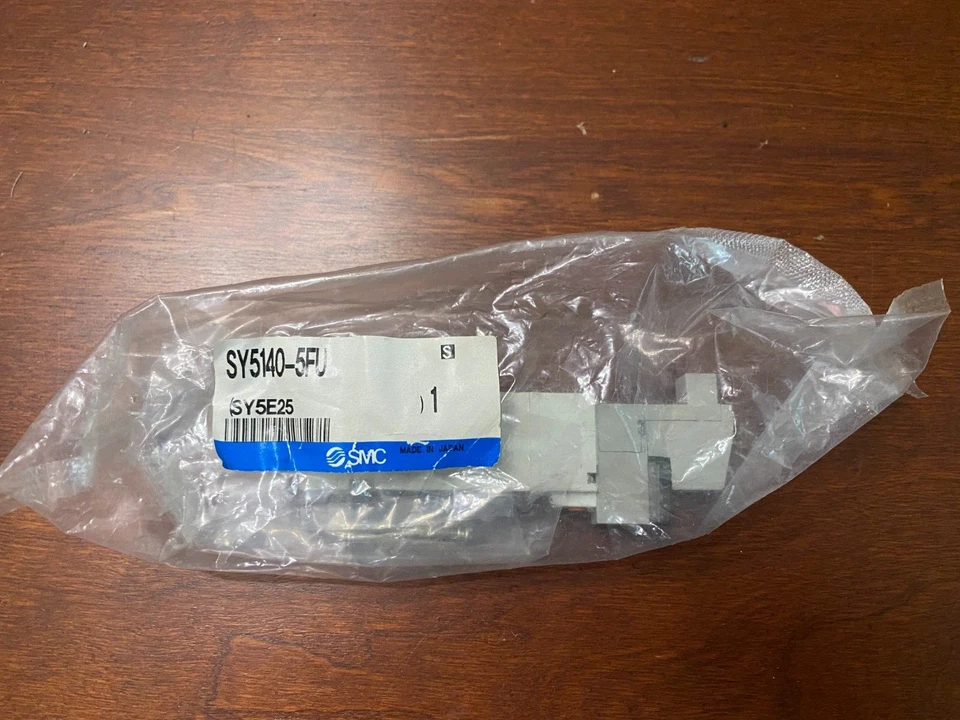 SY5140-5FU
S
(SY5E25 ) 1
SMC
MADE IN JAPAN